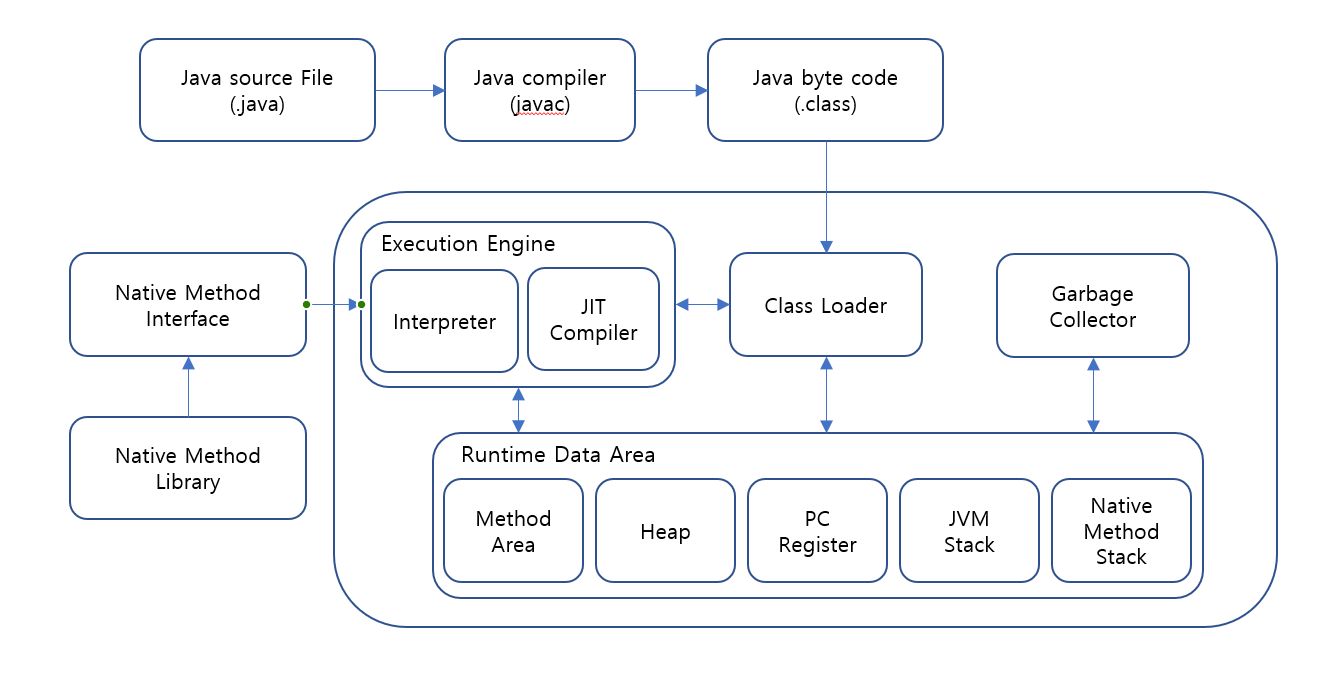 Java source File
(.java)
Java compiler
(javac)
Java byte code
(.class)
Execution Engine
Interpreter
JIT
Compiler
Class Loader
Garbage
Collector
Native Method
Interface
Native Method
Library
Runtime Data Area
Method
Area
Heap
PC
Register
JVM
Stack
Native
Method
Stack